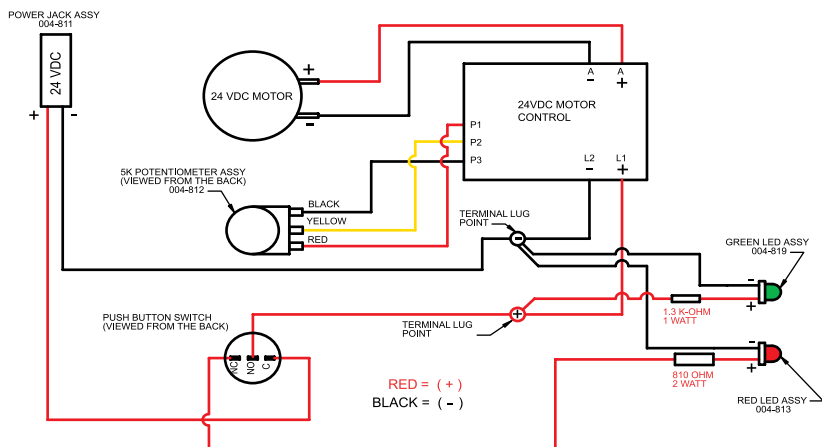 POWER JACK ASSY
004-811
24 VDC
+ -
24 VDC MOTOR
+
-
A A
- +
24VDC MOTOR
CONTROL
P1
P2
P3
L2 L1
- +
5K POTENTIOMETER ASSY
(VIEWED FROM THE BACK)
004-812
BLACK
YELLOW
RED
TERMINAL LUG
POINT
-
GREEN LED ASSY
004-819
-
+
1.3 K-OHM
1 WATT
PUSH BUTTON SWITCH
(VIEWED FROM THE BACK)
NC NO C
TERMINAL LUG
POINT
+
-
+
810 OHM
2 WATT
RED LED ASSY
004-813
RED = ( + )
BLACK = ( - )